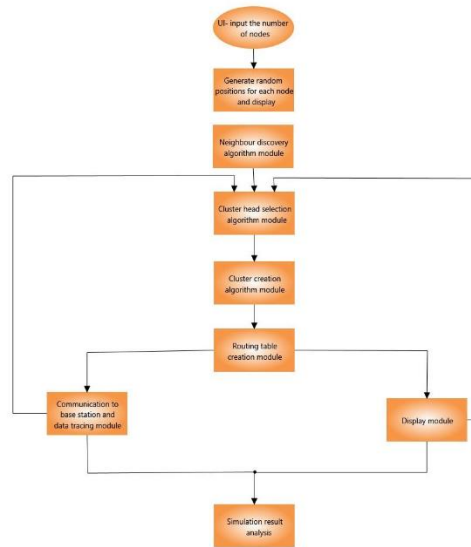 UI- input the number
of nodes
Generate random
positions for each node
and display
Neighbour discovery
algorithm module
Cluster head selection
algorithm module
Cluster creation
algorithm module
Routing table
creation module
Communication to
base station and
data tracing module
Display module
Simulation result
analysis